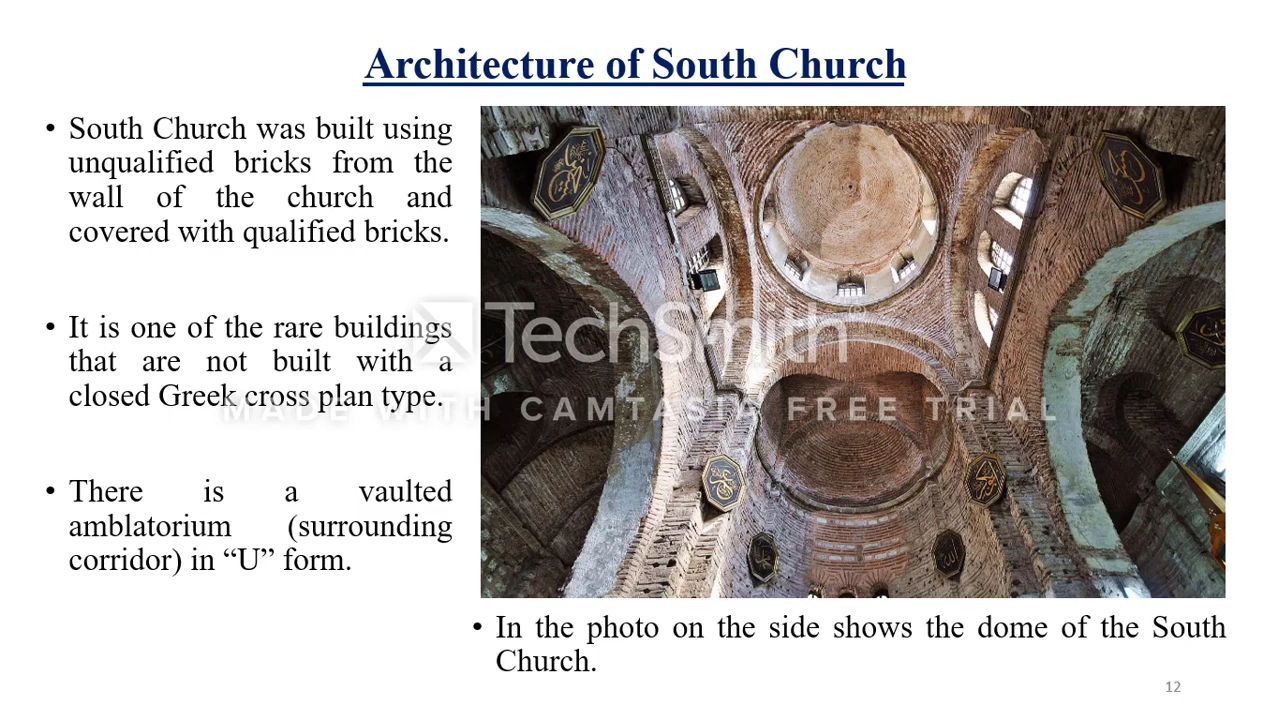 Architecture of South Church
• South Church was built using
unqualified bricks from the
wall of the church and
covered with qualified bricks.
• It is one of the rare buildings
that are not built with a
closed Greek cross plan type.
• There is a vaulted
amblatorium (surrounding
corridor) in “U” form.
TechSmith®
MADE WITH CAMTASIA FREE TRIAL
• In the photo on the side shows the dome of the South
Church.
12